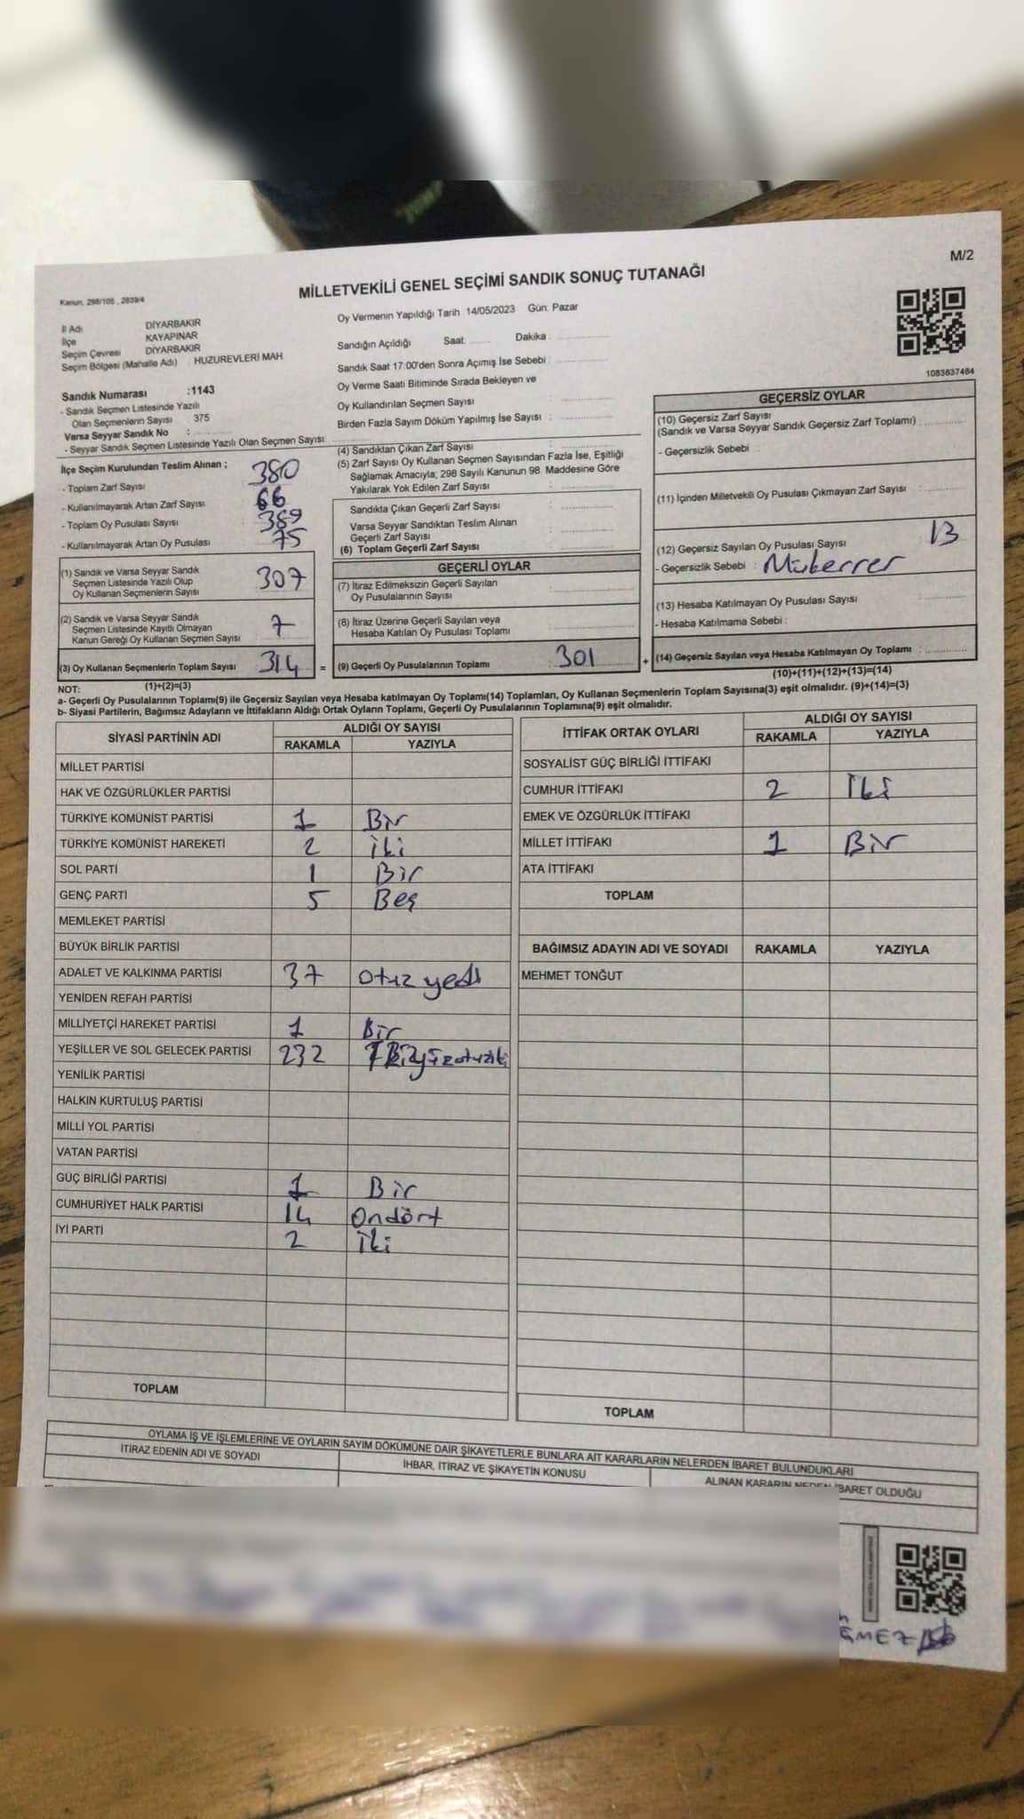 M/2
MİLLETVEKİLİ GENEL SEÇİMİ SANDIK SONUÇ TUTANAĞI
Kanun, 298/105 , 2839/4
İl Adı DİYARBAKIR
İlçe KAYAPINAR
Seçim Çevresi DİYARBAKIR
Seçim Bölgesi (Mahalle Adı) : HUZUREVLERİ MAH
Oy Vermenin Yapıldığı Tarih 14/05/2023 Gün: Pazar
Sandığın Açıldığı Saat: Dakika :
Sandık Saat 17:00'den Sonra Açılmış İse Sebebi :
Oy Verme Saati Bitiminde Sırada Bekleyen ve
Oy Kullandırılan Seçmen Sayısı :
Birden Fazla Sayım Döküm Yapılmış İse Sayısı :
1083637484
Sandık Numarası :1143
- Sandık Seçmen Listesinde Yazılı
Olan Seçmenlerin Sayısı : 375
Varsa Seyyar Sandık No :
- Seyyar Sandık Seçmen Listesinde Yazılı Olan Seçmen Sayısı:
İlçe Seçim Kurulundan Teslim Alınan ;
- Toplam Zarf Sayısı 380
- Kullanılmayarak Artan Zarf Sayısı 66
- Toplam Oy Pusulası Sayısı 389
- Kullanılmayarak Artan Oy Pusulası 75
(1) Sandık ve Varsa Seyyar Sandık
Seçmen Listesinde Yazılı Olup
Oy Kullanan Seçmenlerin Sayısı 307
(2) Sandık ve Varsa Seyyar Sandık
Seçmen Listesinde Kayıtlı Olmayan
Kanun Gereği Oy Kullanan Seçmen Sayısı 7
(3) Oy Kullanan Seçmenlerin Toplam Sayısı 314 =
(1)+(2)=(3)
(4) Sandıktan Çıkan Zarf Sayısı :
(5) Zarf Sayısı Oy Kullanan Seçmen Sayısından Fazla İse, Eşitliği
Sağlamak Amacıyla; 298 Sayılı Kanunun 98. Maddesine Göre
Yakılarak Yok Edilen Zarf Sayısı :
Sandıkta Çıkan Geçerli Zarf Sayısı :
Varsa Seyyar Sandıktan Teslim Alınan
Geçerli Zarf Sayısı :
(6) Toplam Geçerli Zarf Sayısı :
GEÇERLİ OYLAR
(7) İtiraz Edilmeksizin Geçerli Sayılan
Oy Pusulalarının Sayısı :
(8) İtiraz Üzerine Geçerli Sayılan veya
Hesaba Katılan Oy Pusulası Toplamı :
(9) Geçerli Oy Pusulalarının Toplamı : 301 +
GEÇERSİZ OYLAR
(10) Geçersiz Zarf Sayısı
(Sandık ve Varsa Seyyar Sandık Geçersiz Zarf Toplamı) :
- Geçersizlik Sebebi :
(11) İçinden Milletvekili Oy Pusulası Çıkmayan Zarf Sayısı :
(12) Geçersiz Sayılan Oy Pusulası Sayısı : 13
- Geçersizlik Sebebi : Müherrer
(13) Hesaba Katılmayan Oy Pusulası Sayısı :
- Hesaba Katılmama Sebebi :
(14) Geçersiz Sayılan veya Hesaba Katılmayan Oy Toplamı :
(10)+(11)+(12)+(13)=(14)
NOT:
a- Geçerli Oy Pusulaları Toplamı(9) ile Geçersiz Sayılan veya Hesaba katılmayan Oy Toplamı(14) Toplamları, Oy Kullanan Seçmenlerin Toplam Sayısına(3) eşit olmalıdır. (9)+(14)=(3)
b- Siyasi Partilerin, Bağımsız Adayların ve İttifakların Aldığı Ortak Oyların Toplamı, Geçerli Oy Pusulalarının Toplamına(9) eşit olmalıdır.
SİYASİ PARTİNİN ADI ALDIĞI OY SAYISI
RAKAMLA YAZIYLA
MİLLET PARTİSİ
HAK VE ÖZGÜRLÜKLER PARTİSİ
TÜRKİYE KOMÜNİST PARTİSİ 1 Bir
TÜRKİYE KOMÜNİST HAREKETİ 2 iki
SOL PARTİ 1 Bir
GENÇ PARTİ 5 Beş
MEMLEKET PARTİSİ
BÜYÜK BİRLİK PARTİSİ
ADALET VE KALKINMA PARTİSİ 37 otuz yedi
YENİDEN REFAH PARTİSİ
MİLLİYETÇİ HAREKET PARTİSİ 1 Bir
YEŞİLLER VE SOL GELECEK PARTİSİ 232
YENİLİK PARTİSİ
HALKIN KURTULUŞ PARTİSİ
MİLLİ YOL PARTİSİ
VATAN PARTİSİ
GÜÇ BİRLİĞİ PARTİSİ 1 Bir
CUMHURİYET HALK PARTİSİ 14 Ondört
İYİ PARTİ 2 İki
TOPLAM
İTTİFAK ORTAK OYLARI ALDIĞI OY SAYISI
RAKAMLA YAZIYLA
SOSYALİST GÜÇ BİRLİĞİ İTTİFAKI
CUMHUR İTTİFAKI 2 İki
EMEK VE ÖZGÜRLÜK İTTİFAKI
MİLLET İTTİFAKI 1 Bir
ATA İTTİFAKI
TOPLAM
BAĞIMSIZ ADAYIN ADI VE SOYADI RAKAMLA YAZIYLA
MEHMET TONĞUT
TOPLAM
OYLAMA İŞ VE İŞLEMLERİNE VE OYLARIN SAYIM DÖKÜMÜNE DAİR ŞİKAYETLERLE BUNLARA AİT KARARLARIN NELERDEN İBARET BULUNDUKLARI
İTİRAZ EDENİN ADI VE SOYADI
İHBAR, İTİRAZ VE ŞİKAYETİN KONUSU
ALINAN KARARIN NEDEN İBARET OLDUĞU